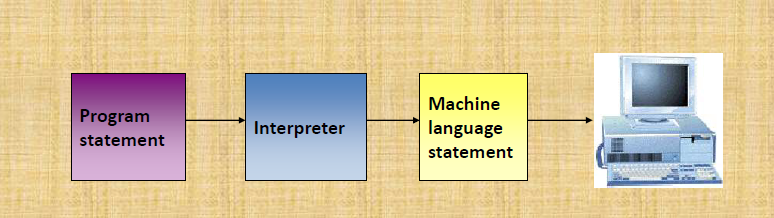 Program
statement
Interpreter
Machine
language
statement